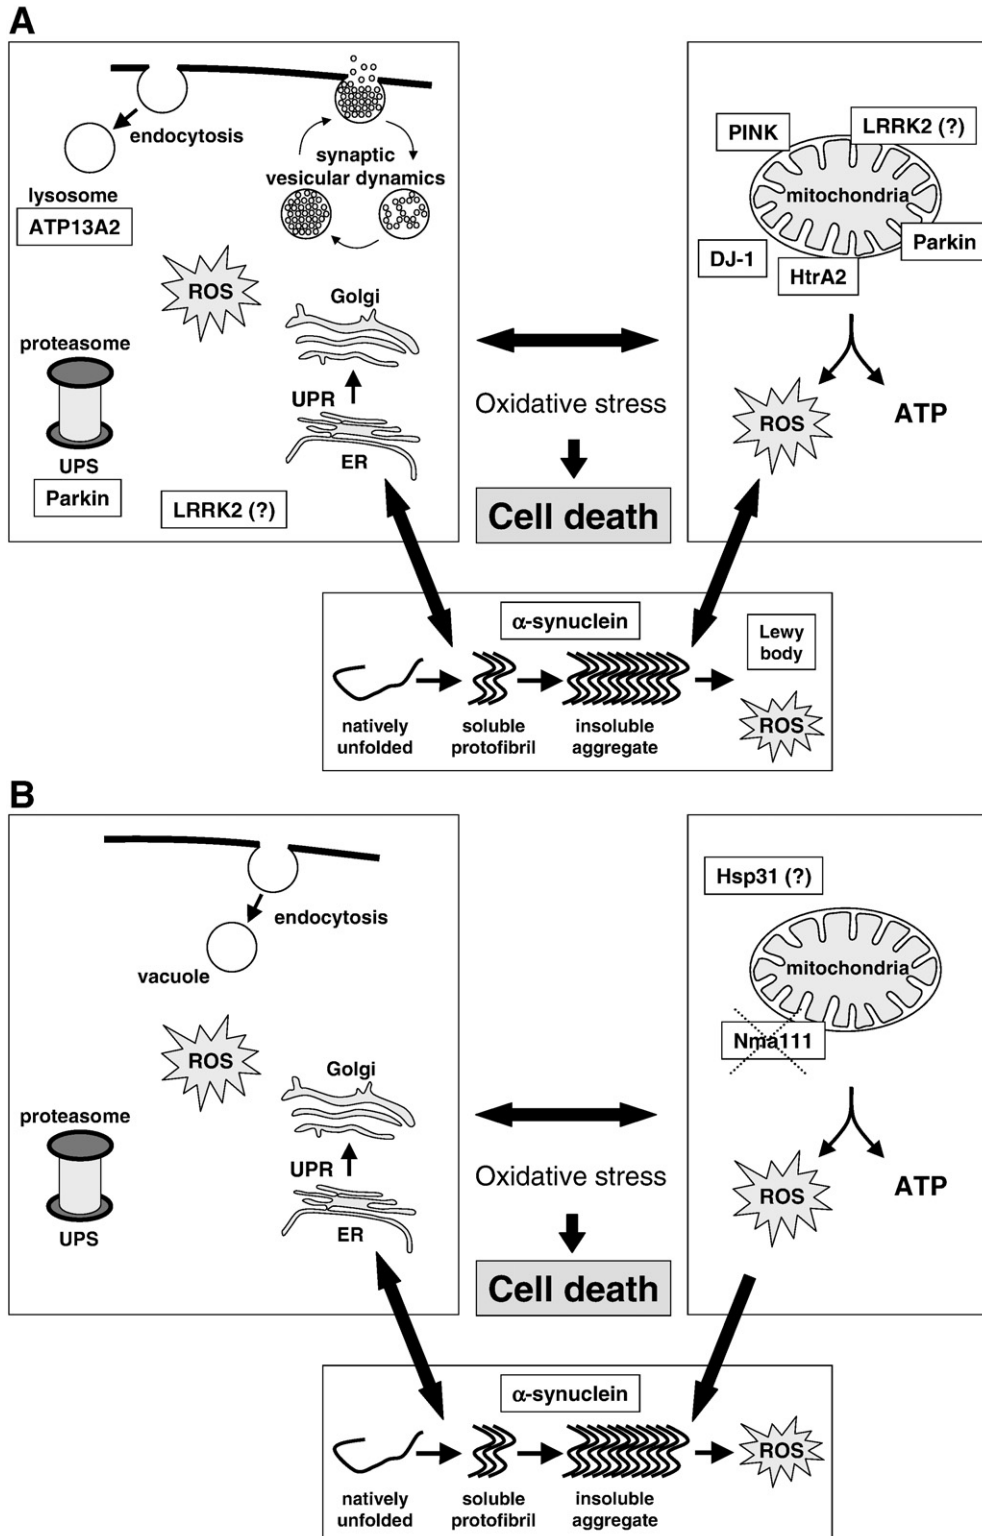 A
endocytosis
lysosome
ATP13A2
synaptic
vesicular dynamics
ROS
Golgi
proteasome
UPS
Parkin
UPR
ER
LRRK2 (?)
Oxidative stress
Cell death
PINK
LRRK2 (?)
mitochondria
Parkin
DJ-1
HtrA2
ROS
ATP
α-synuclein
natively
unfolded
soluble
protofibril
insoluble
aggregate
Lewy
body
ROS
B
endocytosis
vacuole
ROS
Golgi
proteasome
UPS
UPR
ER
Oxidative stress
Cell death
Hsp31 (?)
mitochondria
Nma111
ROS
ATP
α-synuclein
natively
unfolded
soluble
protofibril
insoluble
aggregate
ROS